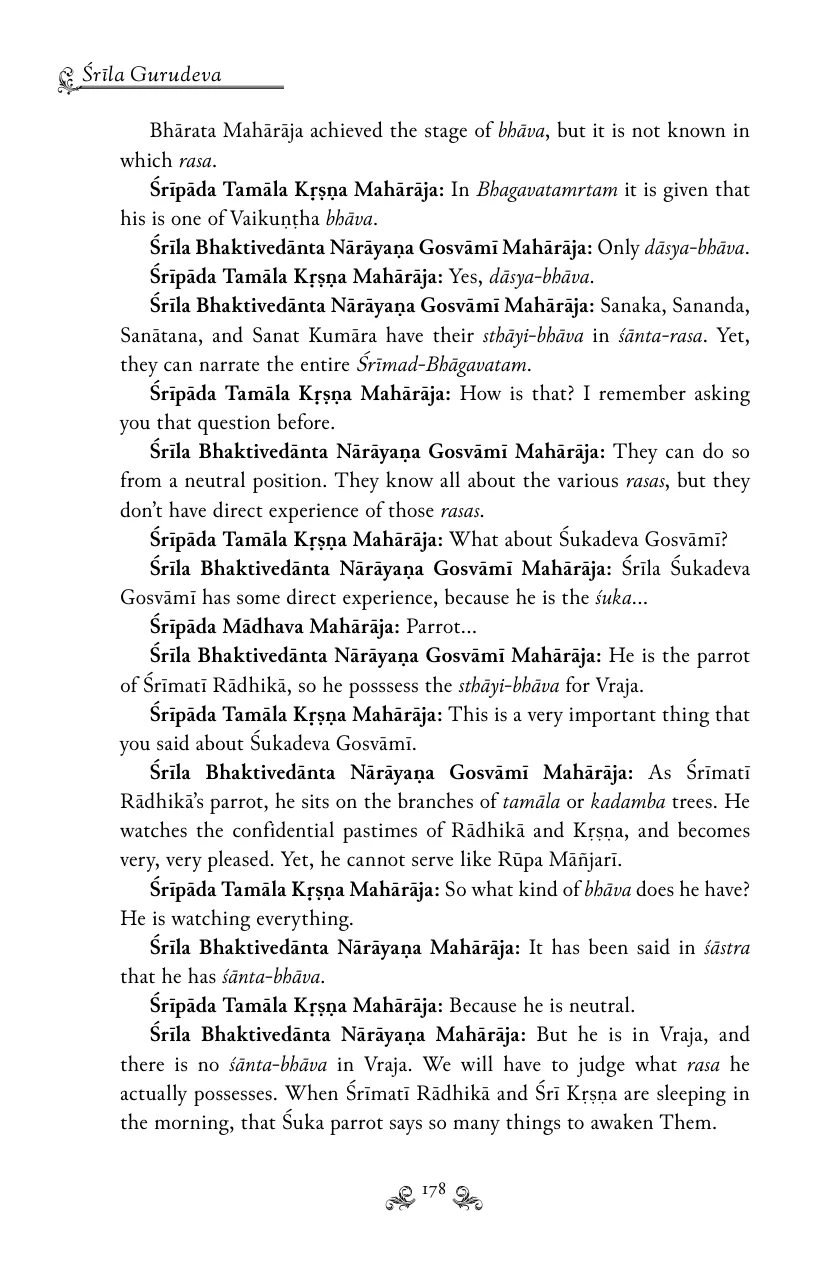 Śrīla Gurudeva
Bhārata Mahārāja achieved the stage of bhāva, but it is not known in
which rasa.
Śrīpāda Tamāla Kṛṣṇa Mahārāja: In Bhagavatamrtam it is given that
his is one of Vaikuṇṭha bhāva.
Śrīla Bhaktivedānta Nārāyaṇa Gosvāmī Mahārāja: Only dāsya-bhāva.
Śrīpāda Tamāla Kṛṣṇa Mahārāja: Yes, dāsya-bhāva.
Śrīla Bhaktivedānta Nārāyaṇa Gosvāmī Mahārāja: Sanaka, Sananda,
Sanātana, and Sanat Kumāra have their sthāyi-bhāva in śānta-rasa. Yet,
they can narrate the entire Śrīmad-Bhāgavatam.
Śrīpāda Tamāla Kṛṣṇa Mahārāja: How is that? I remember asking
you that question before.
Śrīla Bhaktivedānta Nārāyaṇa Gosvāmī Mahārāja: They can do so
from a neutral position. They know all about the various rasas, but they
don’t have direct experience of those rasas.
Śrīpāda Tamāla Kṛṣṇa Mahārāja: What about Śukadeva Gosvāmī?
Śrīla Bhaktivedānta Nārāyaṇa Gosvāmī Mahārāja: Śrīla Śukadeva
Gosvāmī has some direct experience, because he is the śuka...
Śrīpāda Mādhava Mahārāja: Parrot...
Śrīla Bhaktivedānta Nārāyaṇa Gosvāmī Mahārāja: He is the parrot
of Śrīmatī Rādhikā, so he posssess the sthāyi-bhāva for Vraja.
Śrīpāda Tamāla Kṛṣṇa Mahārāja: This is a very important thing that
you said about Śukadeva Gosvāmī.
Śrīla Bhaktivedānta Nārāyaṇa Gosvāmī Mahārāja: As Śrīmatī
Rādhikā’s parrot, he sits on the branches of tamāla or kadamba trees. He
watches the confidential pastimes of Rādhikā and Kṛṣṇa, and becomes
very, very pleased. Yet, he cannot serve like Rūpa Māñjarī.
Śrīpāda Tamāla Kṛṣṇa Mahārāja: So what kind of bhāva does he have?
He is watching everything.
Śrīla Bhaktivedānta Nārāyaṇa Mahārāja: It has been said in śāstra
that he has śānta-bhāva.
Śrīpāda Tamāla Kṛṣṇa Mahārāja: Because he is neutral.
Śrīla Bhaktivedānta Nārāyaṇa Mahārāja: But he is in Vraja, and
there is no śānta-bhāva in Vraja. We will have to judge what rasa he
actually possesses. When Śrīmatī Rādhikā and Śrī Kṛṣṇa are sleeping in
the morning, that Śuka parrot says so many things to awaken Them.
178